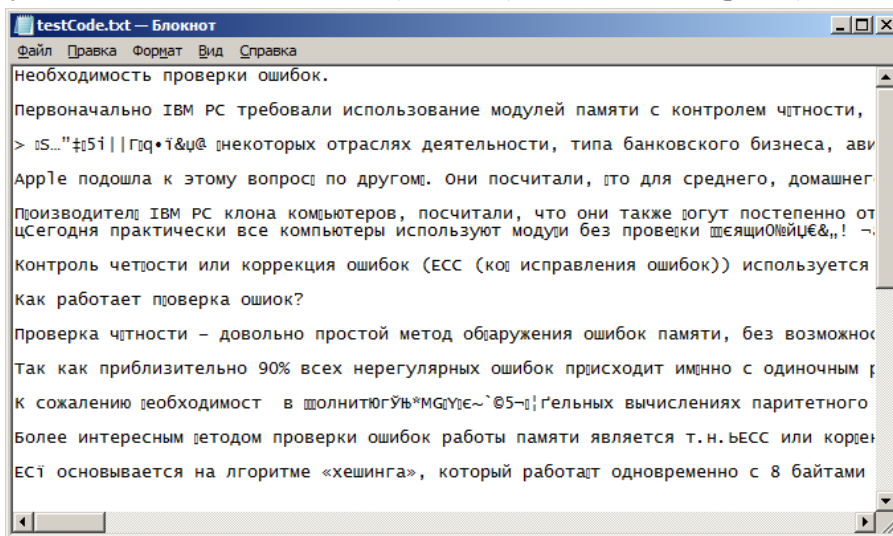 testCode.txt — Блокнот
Файл Правка Формат Вид Справка
Необходимость проверки ошибок.
Первоначально IBM PC требовали использование модулей памяти с контролем ч▯тности,
> некоторых отраслях деятельности, типа банковского бизнеса, ави
Apple подошла к этому вопрос▯ по другом▯. Они посчитали, ▯то для среднего, домашнег
П▯оизводител▯ IBM PC клона ком▯ьютеров, посчитали, что они также ▯огут постепенно от
цСегодня практически все компьютеры используют моду▯и без прове▯ки
Контроль чет▯ости или коррекция ошибок (ECC (ко▯ исправления ошибок)) используется
Как работает п▯оверка ошиок?
Проверка ч▯тности – довольно простой метод об▯аружения ошибок памяти, без возможнос
Так как приблизительно 90% всех нерегулярных ошибок пр▯исходит им▯нно с одиночным р
К сожалению ▯еобходимост в вычислениях паритетного
Более интересным ▯етодом проверки ошибок работы памяти является т.н.ьECC или кор▯ек
ECї основывается на лгоритме «хешинга», который работа▯т одновременно с 8 байтами